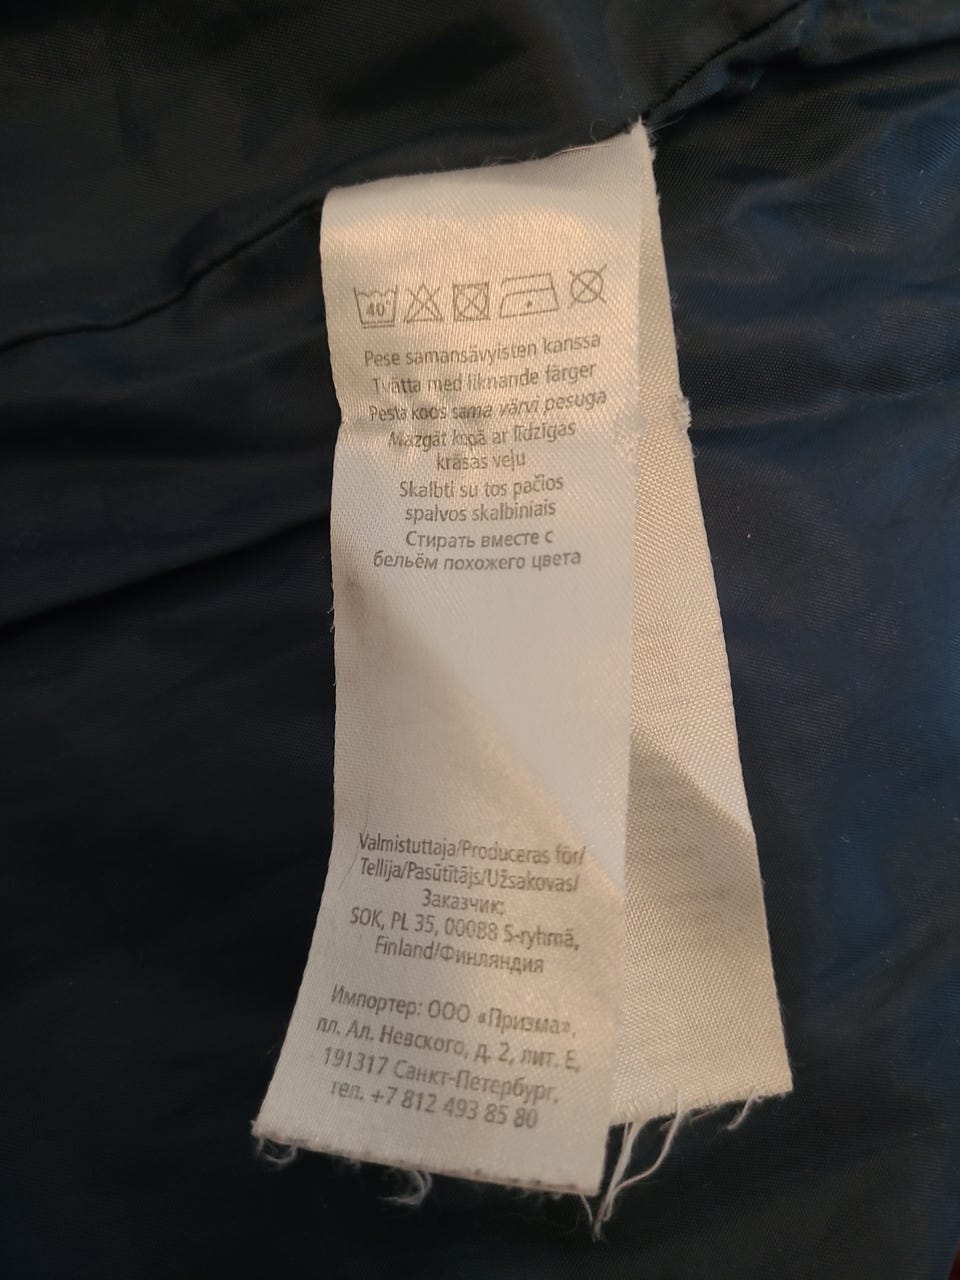 40°
Pese samansävyisten kanssa
Tvätta med liknande färger
Pesta koos sama värvi pesuga
Mazgāt kopā ar līdzīgas
krāsas veļu
Skalbti su tos pačios
spalvos skalbiniais
Стирать вместе с
бельём похожего цвета
Valmistuttaja/Produceras för/
Tellija/Pasūtītājs/Užsakovas/
Заказчик:
SOK, PL 35, 00088 S-ryhmä,
Finland/Финляндия
Импортер: ООО «Призма»,
пл. Ал. Невского, д. 2, лит. Е,
191317 Санкт-Петербург,
тел. +7 812 493 85 80